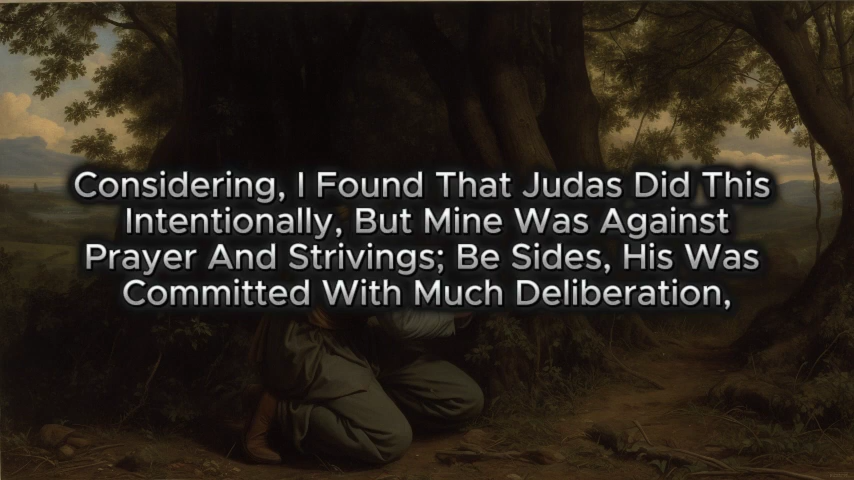 Considering, I Found That Judas Did This
Intentionally, But Mine Was Against
Prayer And Strivings; Be Sides, His Was
Committed With Much Deliberation,